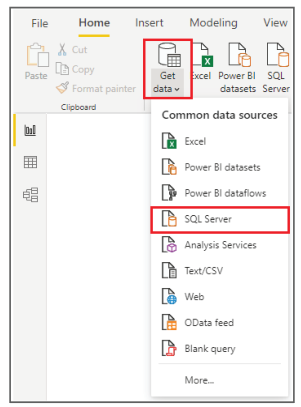 File Home Insert Modeling View
Cut
Copy
Format painter
Paste
Clipboard
Get data
Excel
Power BI datasets
SQL Server
Common data sources
Excel
Power BI datasets
Power BI dataflows
SQL Server
Analysis Services
Text/CSV
Web
OData feed
Blank query
More...